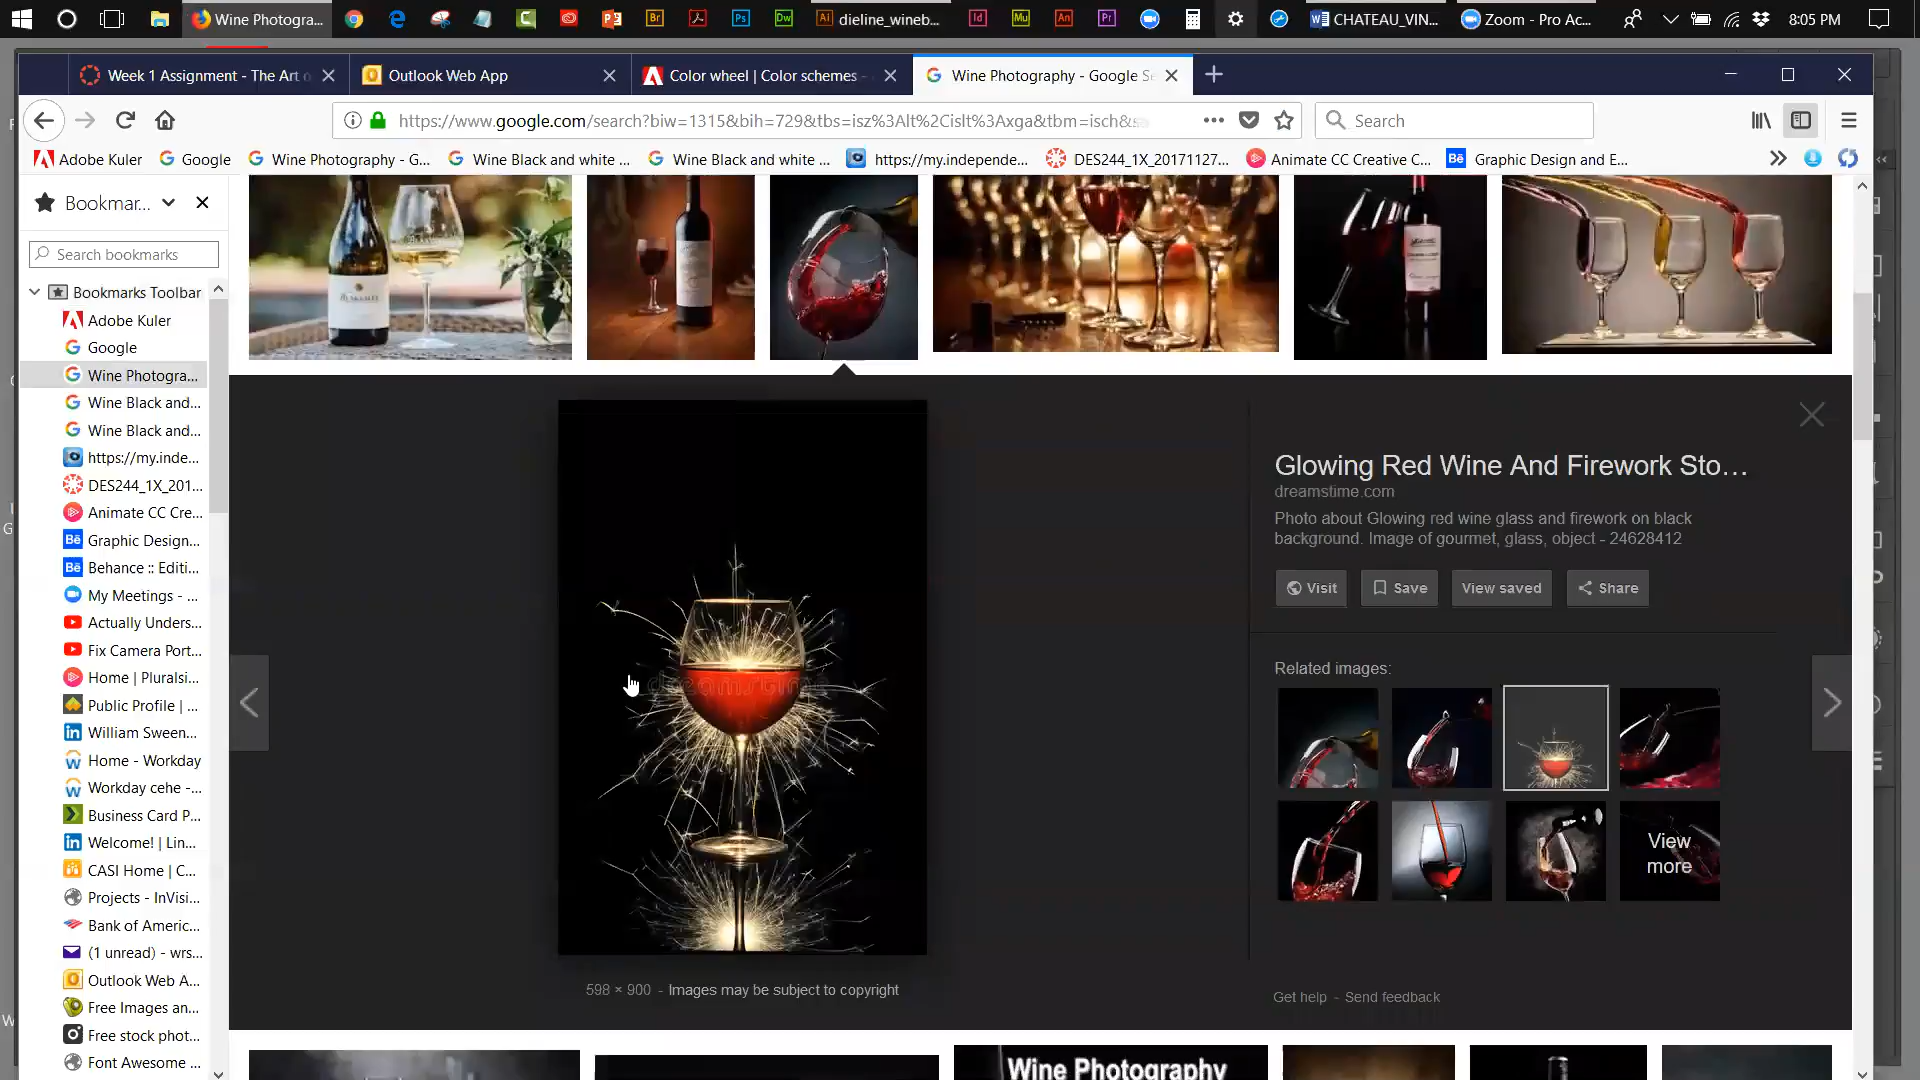 Wine Photogra...
dieline_wineb...
CHATEAU_VIN...
Zoom - Pro Ac...
8:05 PM
Week 1 Assignment - The Art o
Outlook Web App
Color wheel | Color schemes -
Wine Photography - Google Se
https://www.google.com/search?biw=1315&bih=729&tbs=isz%3Alt%2Cislt%3Axga&tbm=isch&sa
Search
Adobe Kuler
Google
Wine Photography - G...
Wine Black and white ...
Wine Black and white ...
https://my.independe...
DES244_1X_20171127...
Animate CC Creative C...
Graphic Design and E...
Bookmar...
Search bookmarks
Bookmarks Toolbar
Adobe Kuler
Google
Wine Photogra...
Wine Black and...
Wine Black and...
https://my.inde...
DES244_1X_201...
Animate CC Cre...
Graphic Design...
Behance :: Editi...
My Meetings - ...
Actually Unders...
Fix Camera Port...
Home | Pluralsi...
Public Profile | ...
William Sween...
Home - Workday
Workday cehe -...
Business Card P...
Welcome! | Lin...
CASI Home | C...
Projects - InVisi...
Bank of Americ...
(1 unread) - wrs...
Outlook Web A...
Free Images an...
Free stock phot...
Font Awesome ...
dreamstime
598 × 900 - Images may be subject to copyright
Glowing Red Wine And Firework Sto...
dreamstime.com
Photo about Glowing red wine glass and firework on black
background. Image of gourmet, glass, object - 24628412
Visit
Save
View saved
Share
Related images:
View
more
Get help - Send feedback
Wine Photography